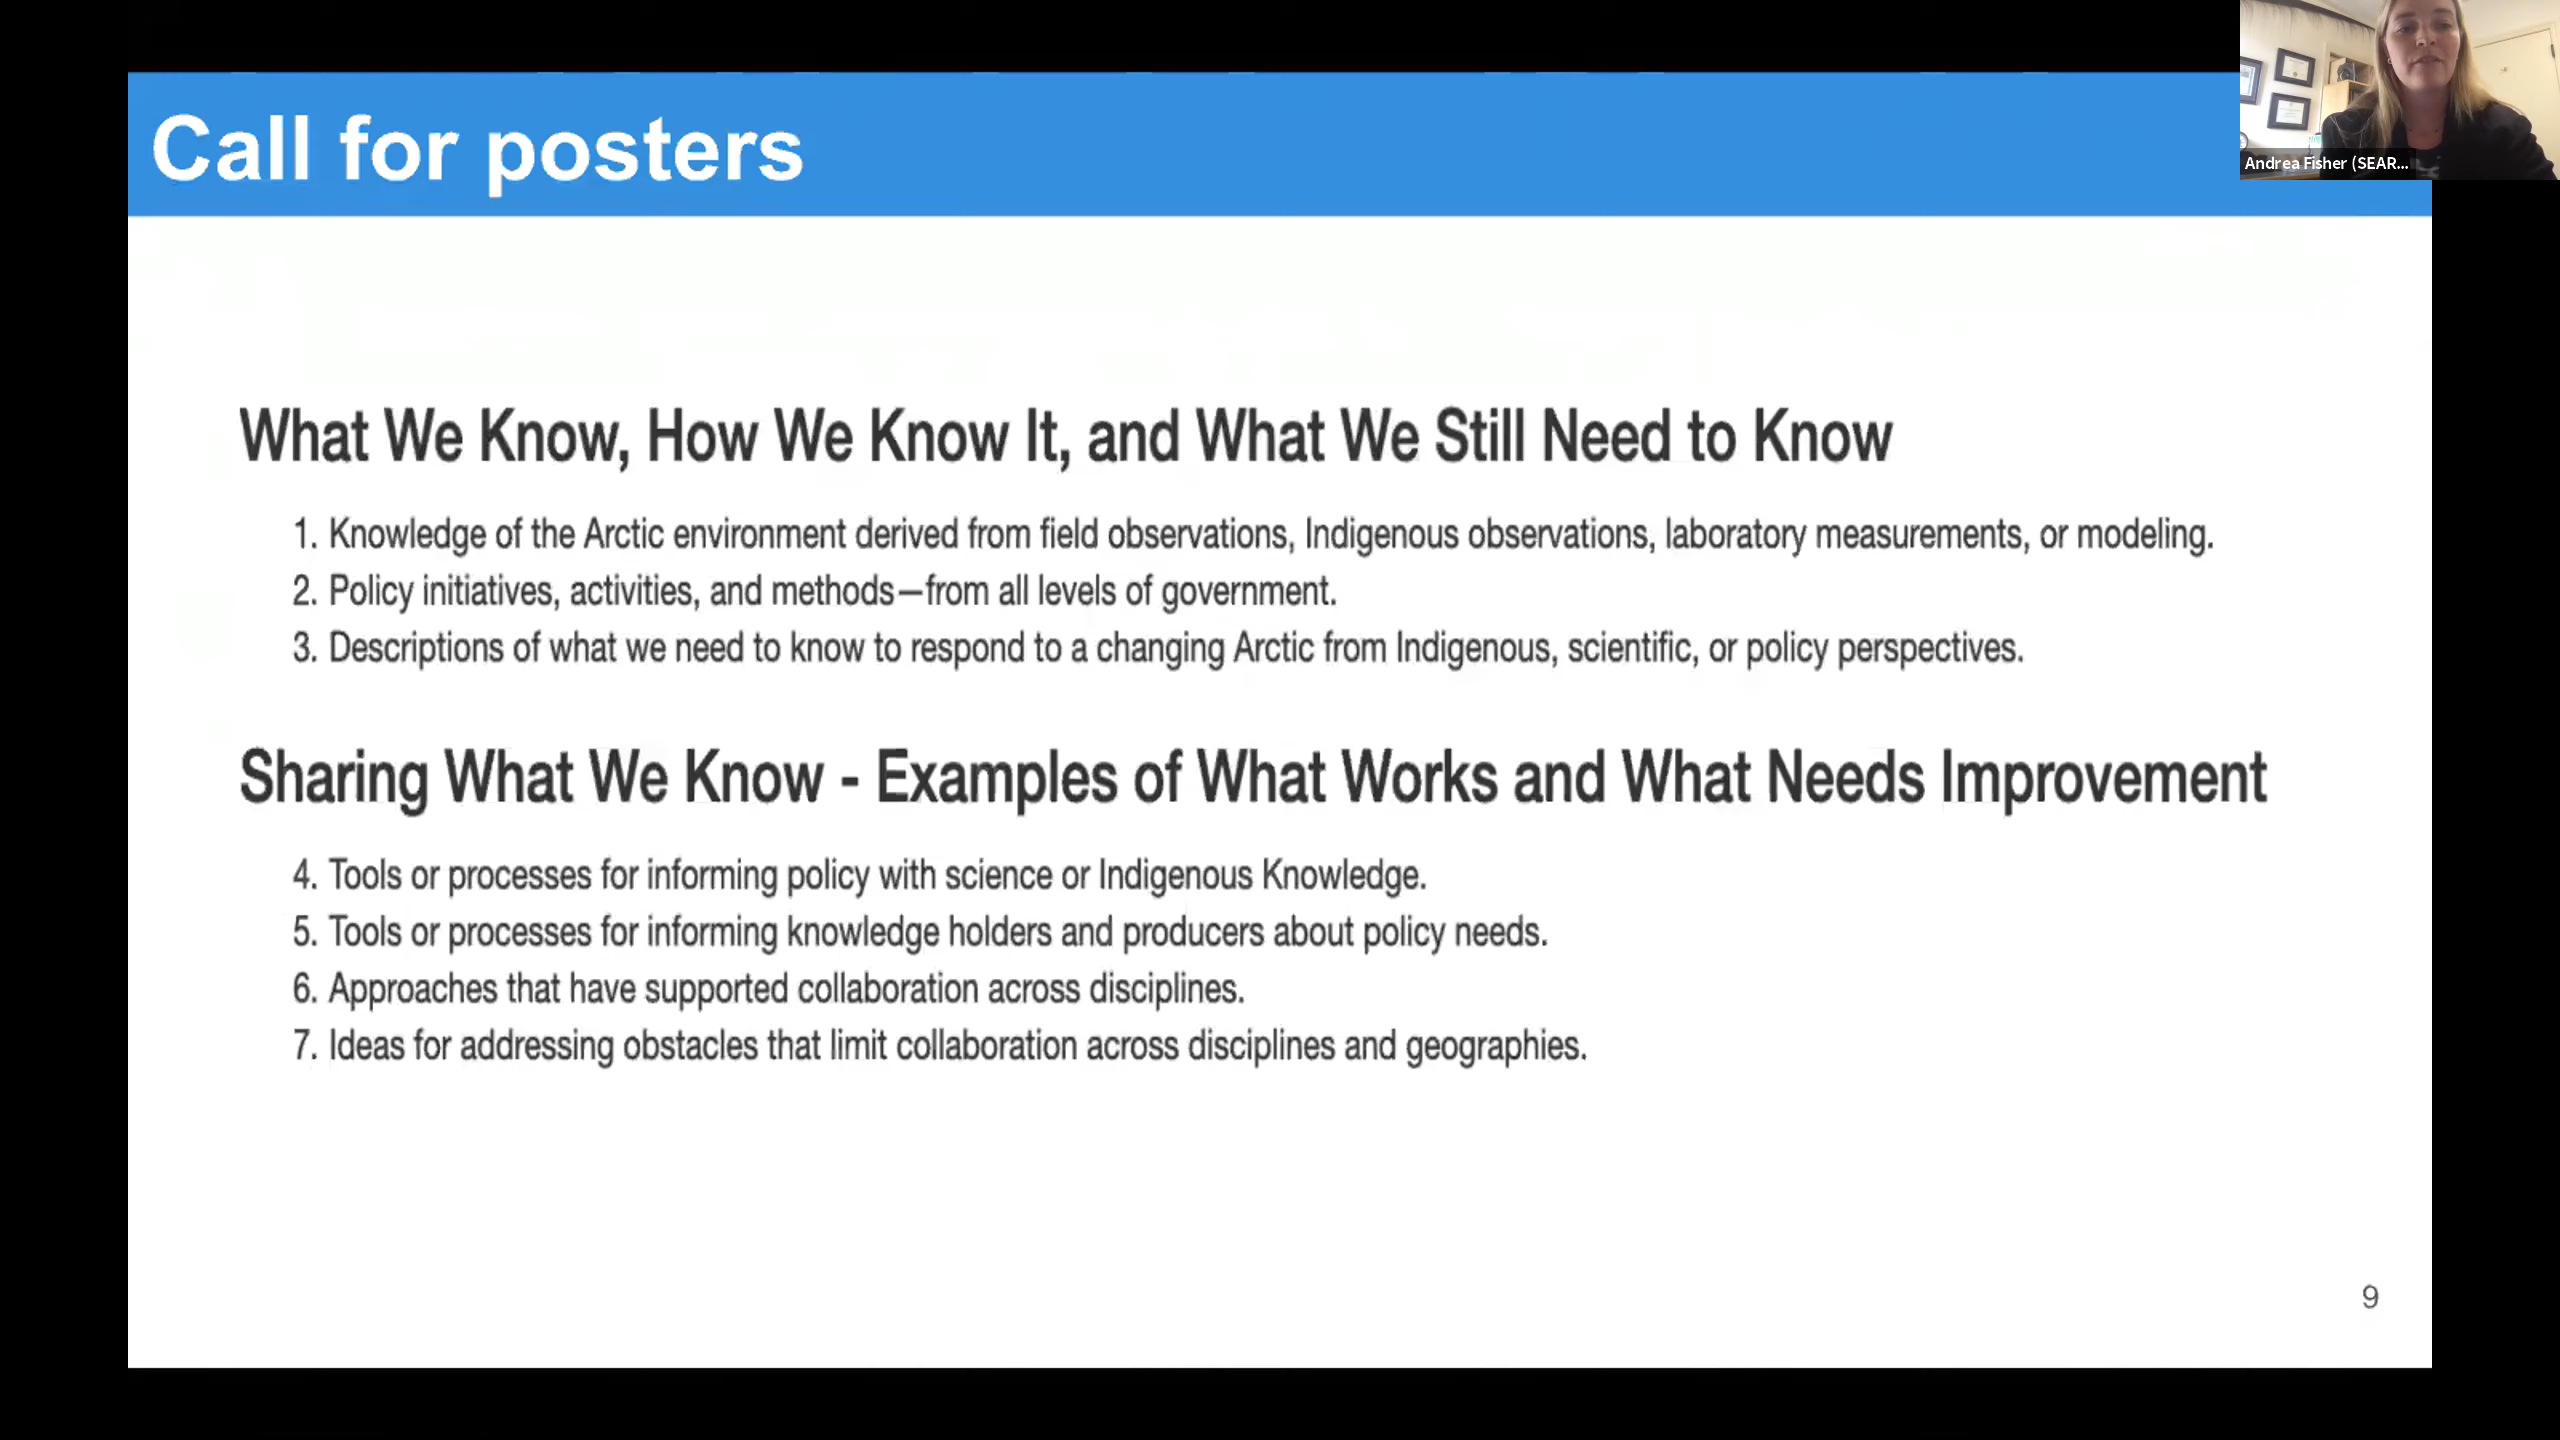 Call for posters
Andrea Fisher (SEAR...
What We Know, How We Know It, and What We Still Need to Know
1. Knowledge of the Arctic environment derived from field observations, Indigenous observations, laboratory measurements, or modeling.
2. Policy initiatives, activities, and methods—from all levels of government.
3. Descriptions of what we need to know to respond to a changing Arctic from Indigenous, scientific, or policy perspectives.
Sharing What We Know - Examples of What Works and What Needs Improvement
4. Tools or processes for informing policy with science or Indigenous Knowledge.
5. Tools or processes for informing knowledge holders and producers about policy needs.
6. Approaches that have supported collaboration across disciplines.
7. Ideas for addressing obstacles that limit collaboration across disciplines and geographies.
9